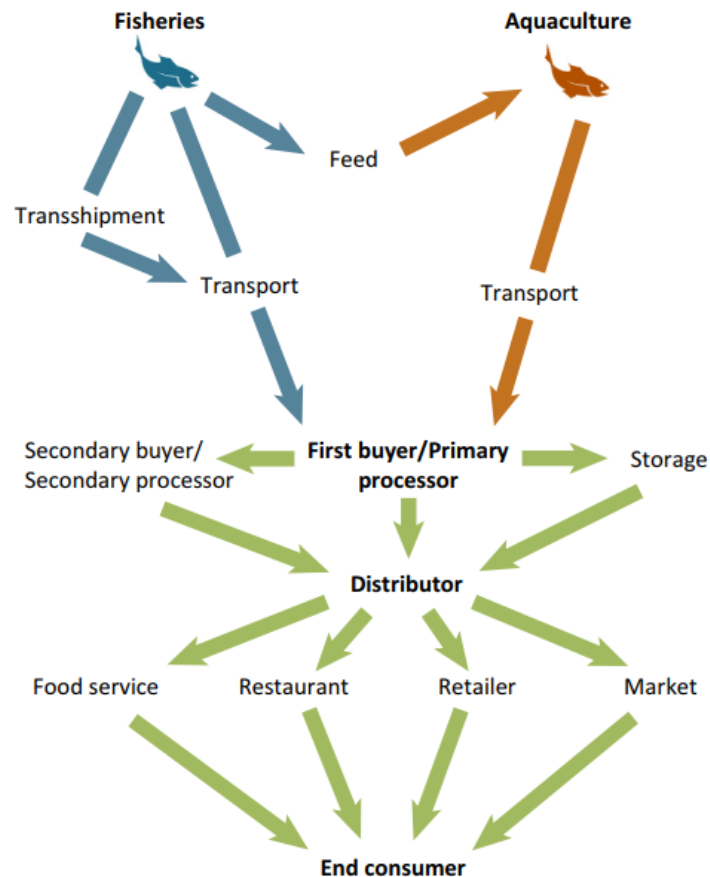 Fisheries
Aquaculture
Feed
Transshipment
Transport
Transport
Secondary buyer/
Secondary processor
First buyer/Primary
processor
Storage
Distributor
Food service
Restaurant
Retailer
Market
End consumer